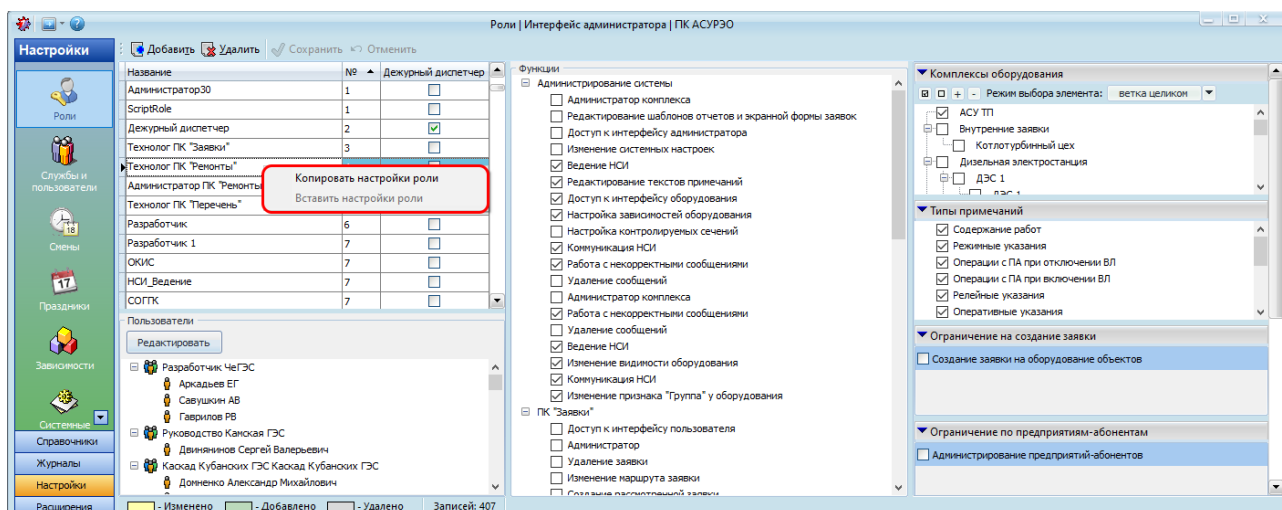 Роли | Интерфейс администратора | ПК АСУРЭО
Настройки
Добавить Удалить Сохранить Отменить
Роли
Службы и пользователи
Смены
18
Праздники
17
Зависимости
Системные
Справочники
Журналы
Настройки
Расширения
Название № Дежурный диспетчер
Администратор30 1
ScriptRole 1
Дежурный диспетчер 2
Технолог ПК "Заявки" 3
Технолог ПК "Ремонты"
Администратор ПК "Ремонты
Технолог ПК "Перечень"
Разработчик 6
Разработчик 1 7
ОКИС 7
НСИ_Ведение 7
СОГГК 7
Копировать настройки роли
Вставить настройки роли
Пользователи
Редактировать
Разработчик ЧеГЭС
Аркадьев ЕГ
Савушкин АВ
Гаврилов РВ
Руководство Канская ГЭС
Двинянинов Сергей Валерьевич
Каскад Кубанских ГЭС Каскад Кубанских ГЭС
Домненко Александр Михайлович
- Изменено - Добавлено - Удалено Записей: 407
Функции
Администрирование системы
Администратор комплекса
Редактирование шаблонов отчетов и экранной формы заявок
Доступ к интерфейсу администратора
Изменение системных настроек
Ведение НСИ
Редактирование текстов примечаний
Доступ к интерфейсу оборудования
Настройка зависимостей оборудования
Настройка контролируемых сечений
Коммуникация НСИ
Работа с некорректными сообщениями
Удаление сообщений
Администратор комплекса
Работа с некорректными сообщениями
Удаление сообщений
Ведение НСИ
Изменение видимости оборудования
Коммуникация НСИ
Изменение признака "Группа" у оборудования
ПК "Заявки"
Доступ к интерфейсу пользователя
Администратор
Удаление заявки
Изменение маршрута заявки
Создание рассмотренной заявки
Комплексы оборудования
Режим выбора элемента: ветка целиком
АСУ ТП
Внутренние заявки
Котлотурбинный цех
Дизельная электростанция
ДЭС 1
ДЭС 1
Типы примечаний
Содержание работ
Режимные указания
Операции с ПА при отключении ВЛ
Операции с ПА при включении ВЛ
Релейные указания
Оперативные указания
Ограничение на создание заявки
Создание заявки на оборудование объектов
Ограничение по предприятиям-абонентам
Администрирование предприятий-абонентов